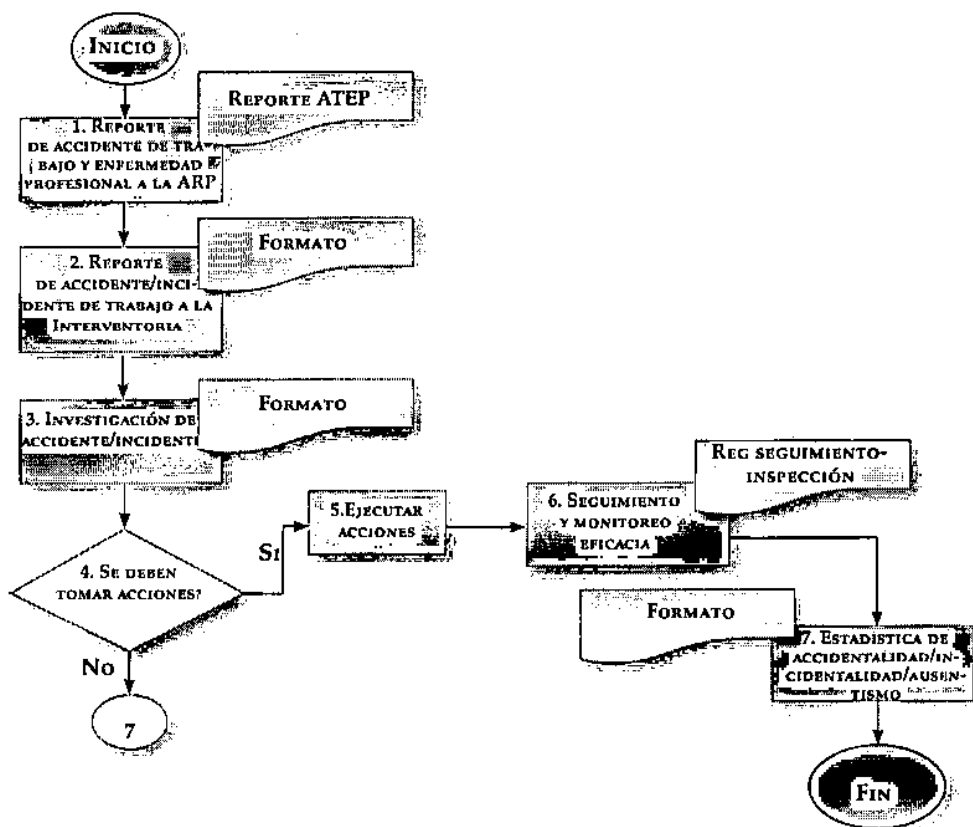 INICIO
REPORTE ATEP
1. REPORTE
DE ACCIDENTE DE TRA-
BAJO Y ENFERMEDAD
PROFESIONAL A LA ARP
FORMATO
2. REPORTE
DE ACCIDENTE/INCI-
DENTE DE TRABAJO A LA
INTERVENTORIA
FORMATO
3. INVESTIGACIÓN DE
ACCIDENTE/INCIDENTE
REG SEGUIMIENTO-
INSPECCIÓN
5.EJECUTAR
ACCIONES
6. SEGUIMIENTO
Y MONITOREO
EFICACIA
SI
4. SE DEBEN
TOMAR ACCIONES?
NO
7
FORMATO
7. ESTADÍSTICA DE
ACCIDENTALIDAD/IN-
CIDENTALIDAD/AUSEN-
TISMO
FIN